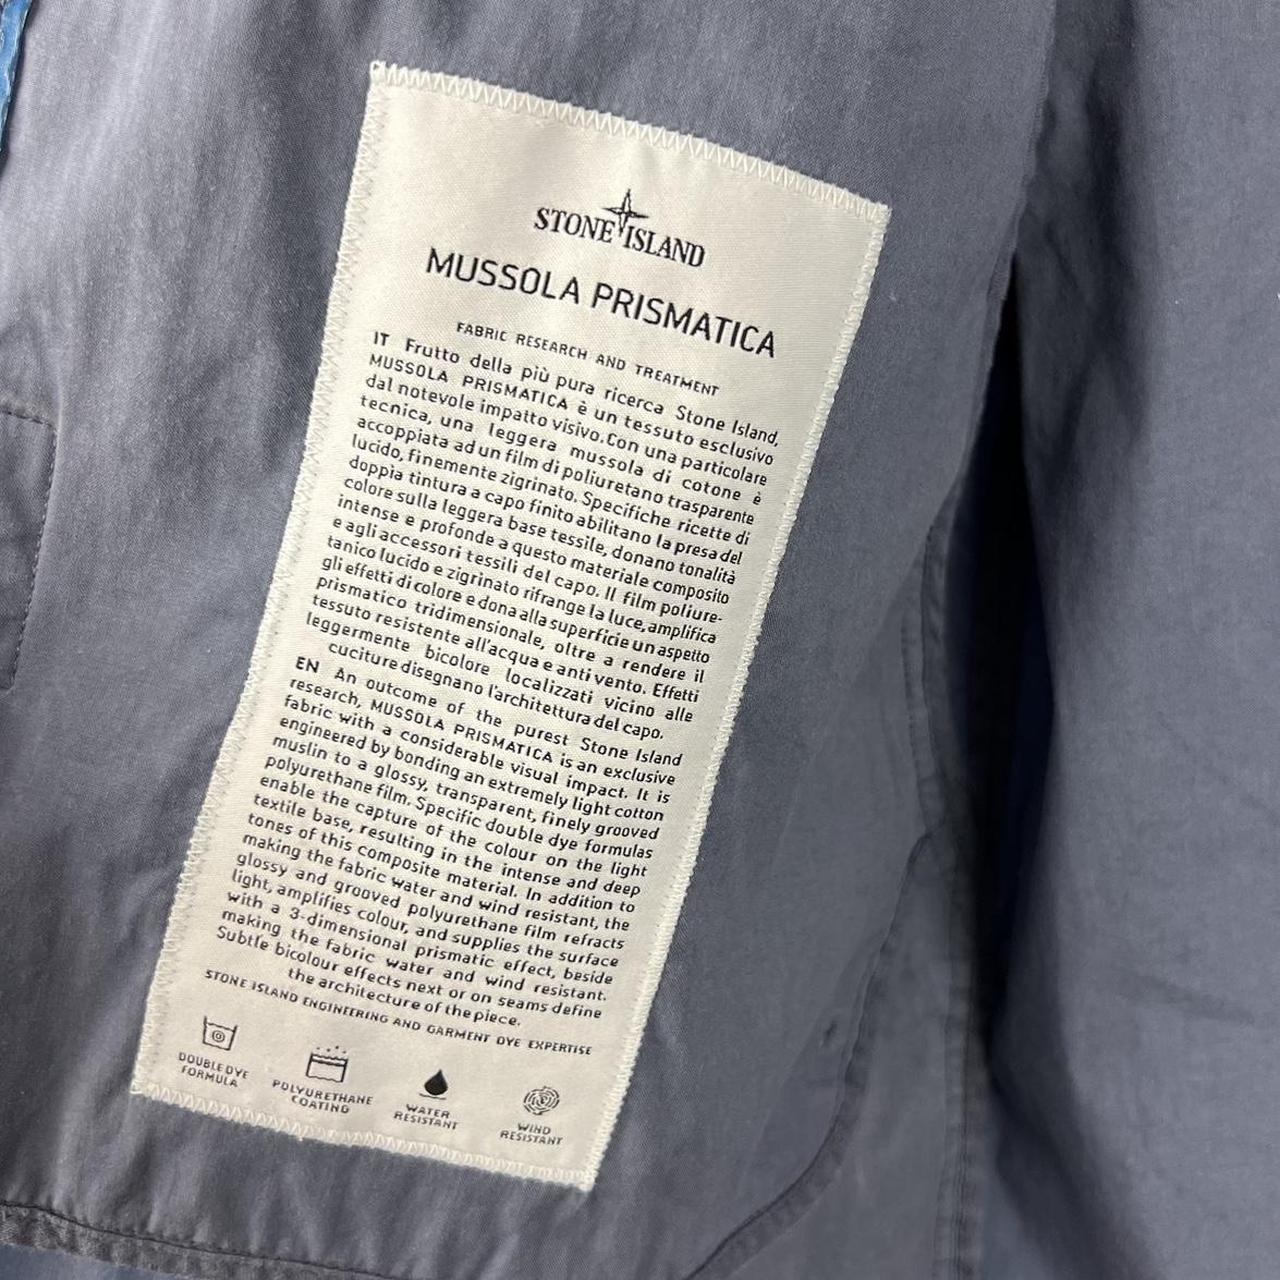 STONE ISLAND
MUSSOLA PRISMATICA
FABRIC RESEARCH AND TREATMENT
IT Frutto della più pura ricerca Stone Island,
MUSSOLA PRISMATICA è un tessuto esclusivo
dal notevole impatto visivo.Con una particolare
tecnica, una leggera mussola di cotone è
accoppiata ad un film di poliuretano trasparente
lucido, finemente zigrinato. Specifiche ricette di
doppia tintura a capo finito abilitano la presa del
colore sulla leggera base tessile, donano tonalità
intense e profonde a questo materiale composito
e agli accessori tessili del capo. Il film poliure-
tanico lucido e zigrinato rifrange la luce, amplifica
gli effetti di colore e dona alla superficie un aspetto
prismatico tridimensionale, oltre a rendere il
tessuto resistente all'acqua e anti vento. Effetti
leggermente bicolore localizzati vicino alle
cuciture disegnano l'architettura del capo.
EN An outcome of the purest Stone Island
research, MUSSOLA PRISMATICA is an exclusive
fabric with a considerable visual impact. It is
engineered by bonding an extremely light cotton
muslin to a glossy, transparent, finely grooved
polyurethane film. Specific double dye formulas
enable the capture of the colour on the light
textile base, resulting in the intense and deep
tones of this composite material. In addition to
making the fabric water and wind resistant, the
glossy and grooved polyurethane film refracts
light, amplifies colour, and supplies the surface
with a 3-dimensional prismatic effect, beside
making the fabric water and wind resistant.
Subtle bicolour effects next or on seams define
the architecture of the piece.
STONE ISLAND ENGINEERING AND GARMENT DYE EXPERTISE
DOUBLE DYE
FORMULA
POLYURETHANE
COATING
WATER
RESISTANT
WIND
RESISTANT